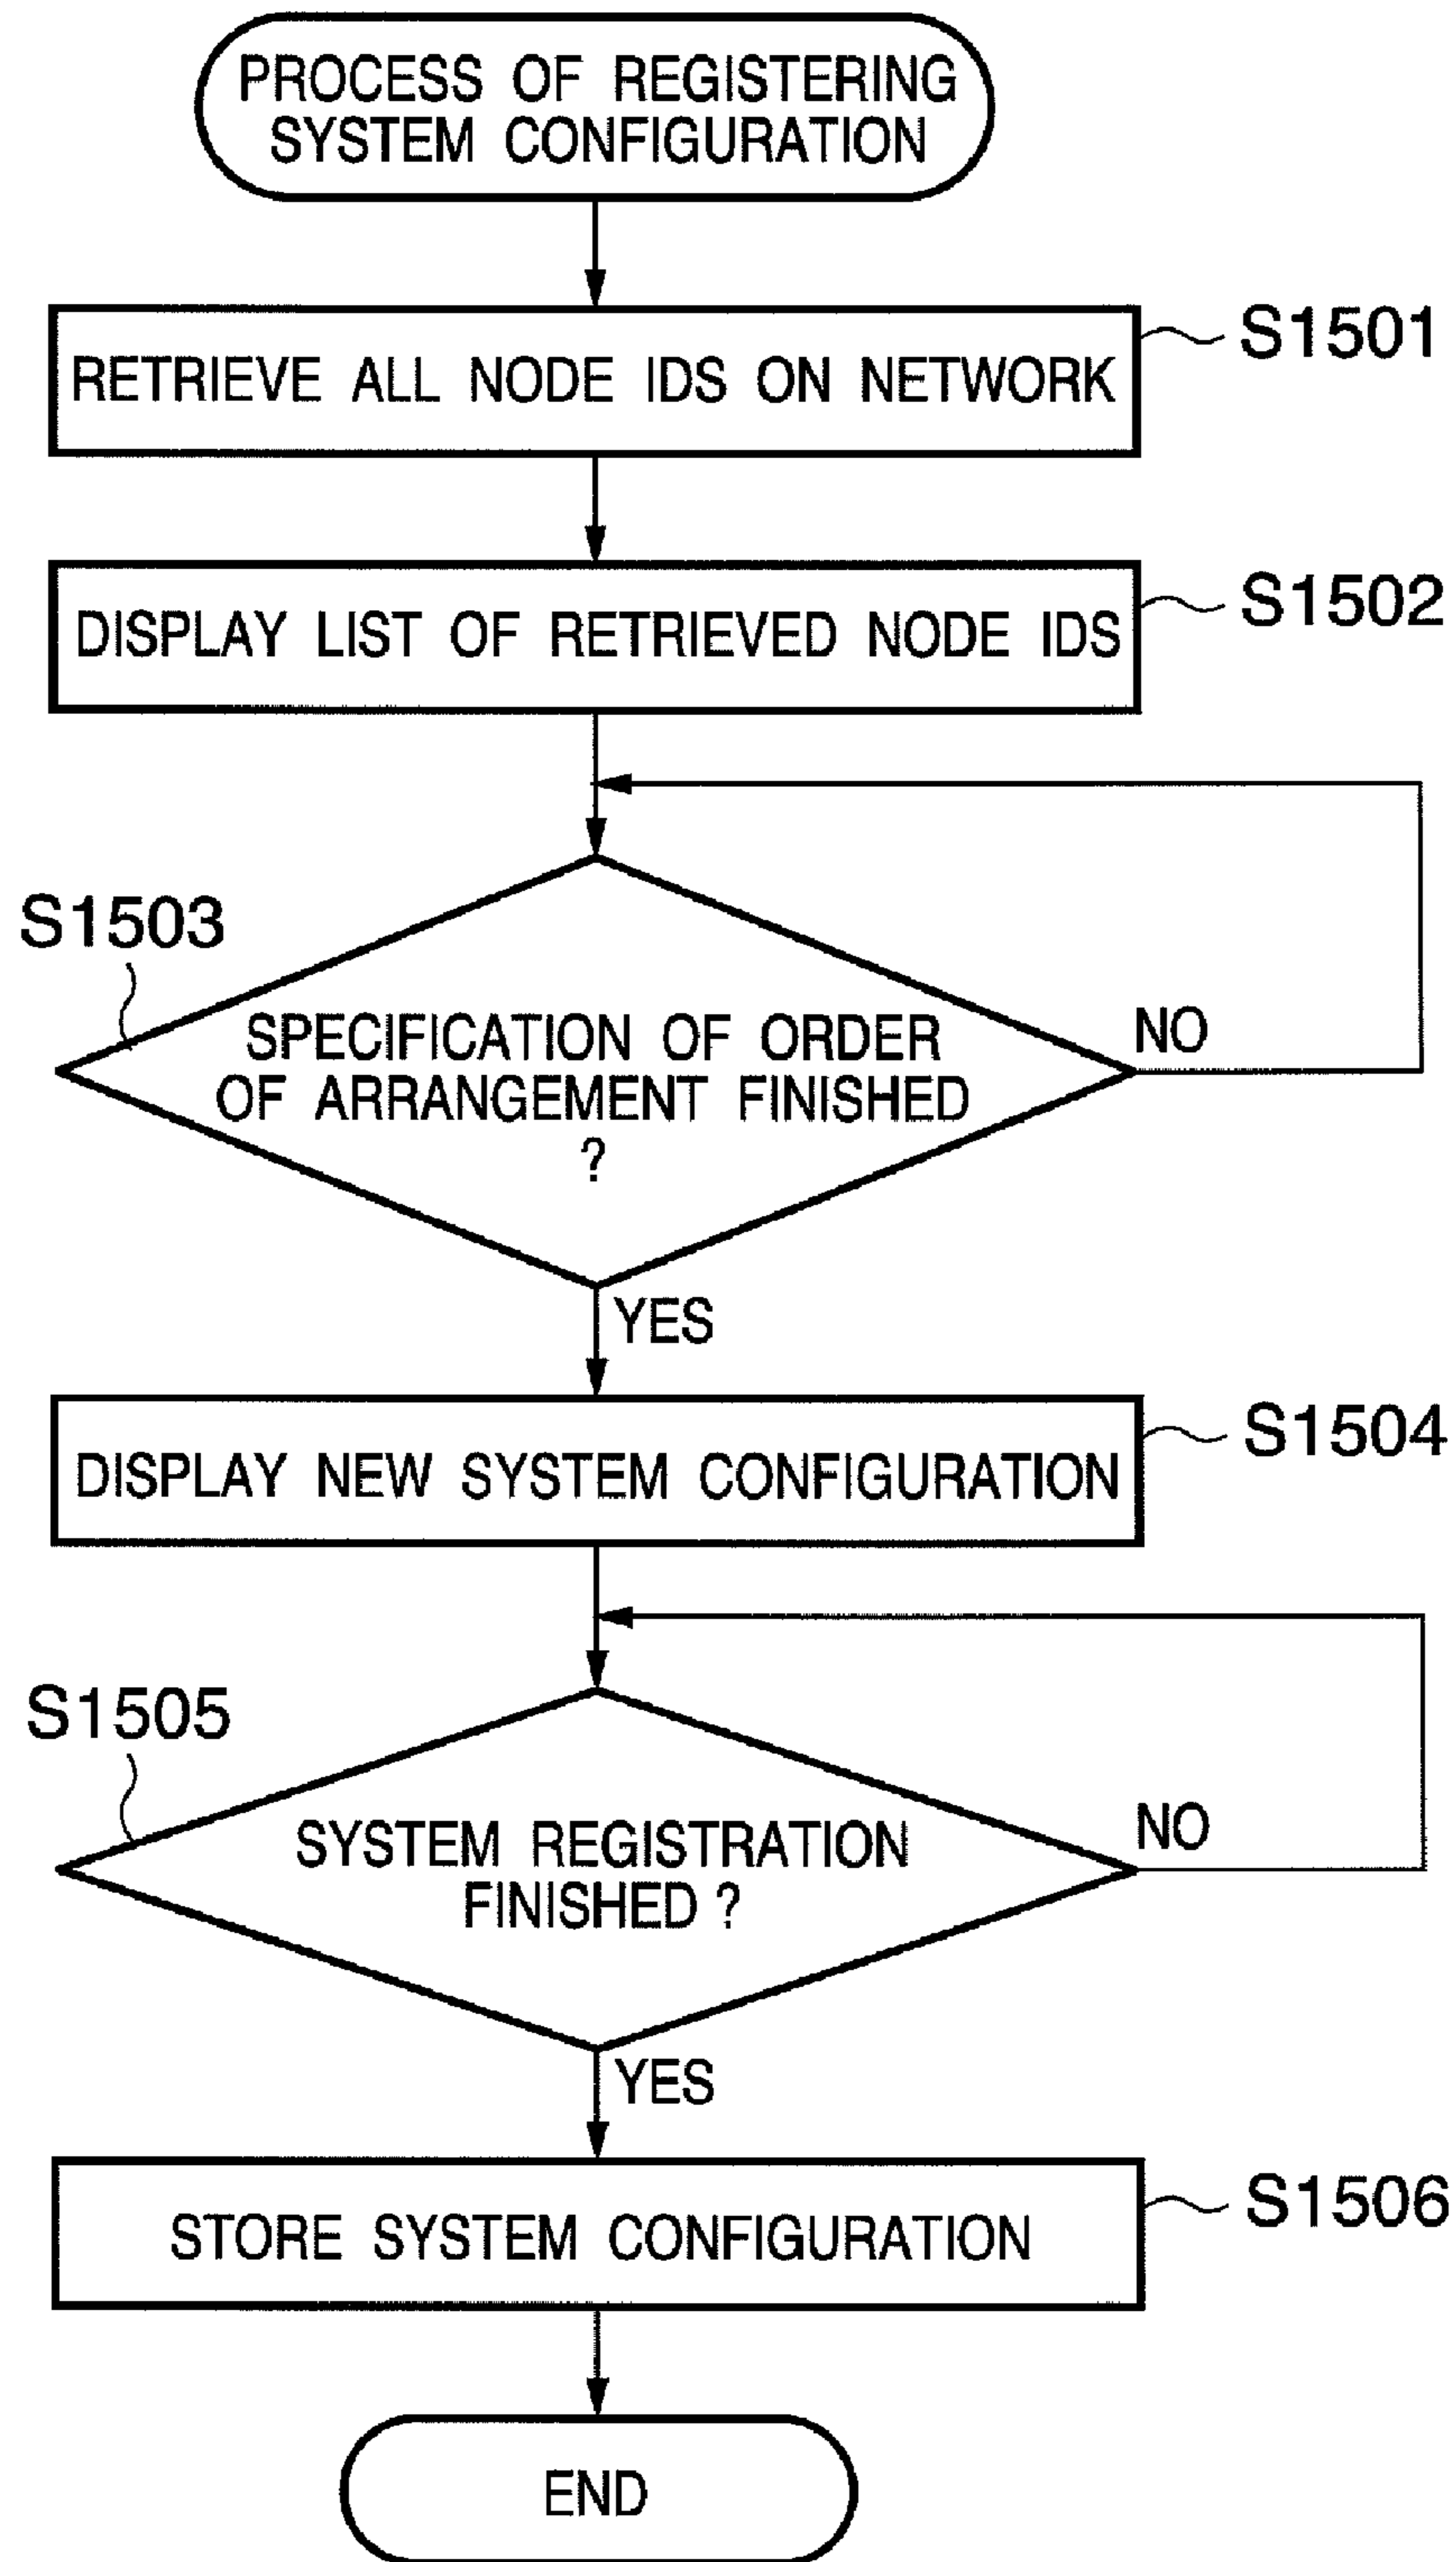 PROCESS OF REGISTERING
SYSTEM CONFIGURATION
RETRIEVE ALL NODE IDS ON NETWORK
S1501
DISPLAY LIST OF RETRIEVED NODE IDS
S1502
S1503
SPECIFICATION OF ORDER
OF ARRANGEMENT FINISHED
?
NO
YES
DISPLAY NEW SYSTEM CONFIGURATION
S1504
S1505
SYSTEM REGISTRATION
FINISHED ?
NO
YES
STORE SYSTEM CONFIGURATION
S1506
END